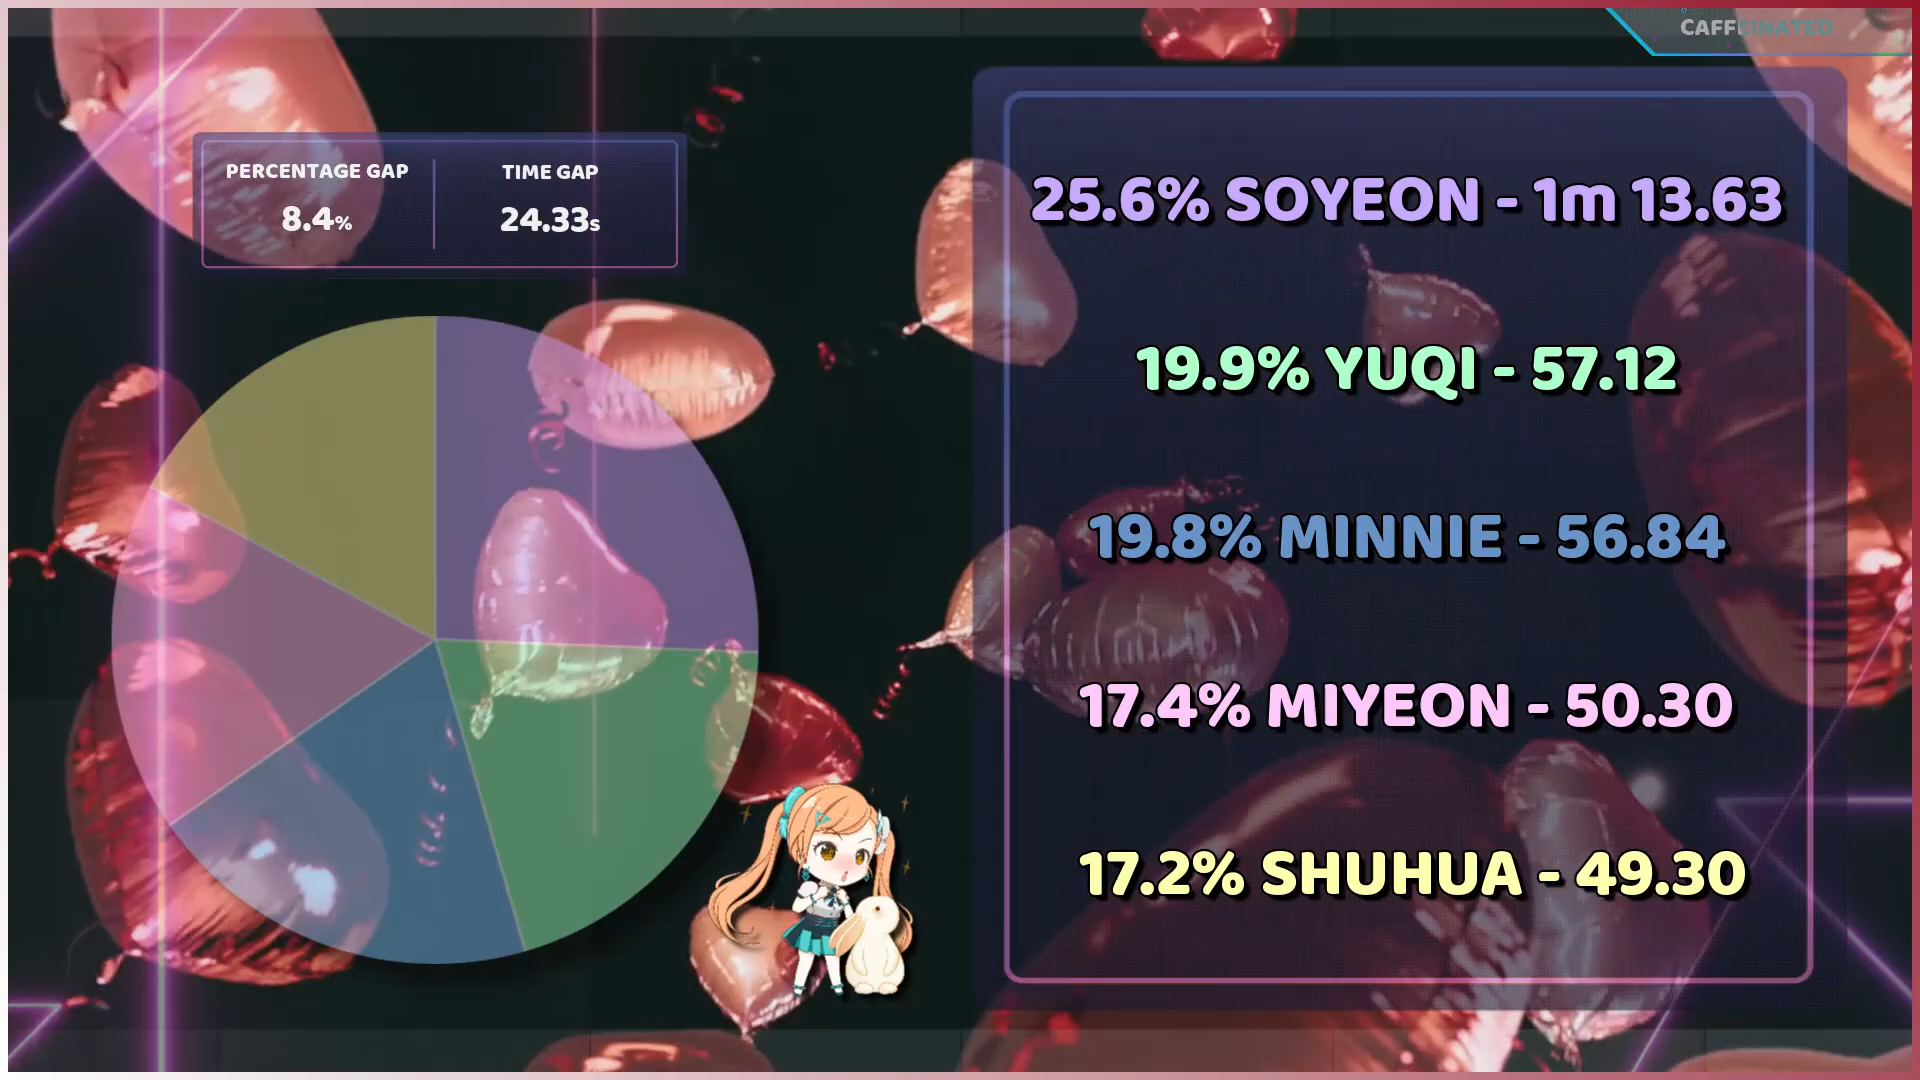 CAFFEINATED
PERCENTAGE GAP
8.4%
TIME GAP
24.33s
25.6% SOYEON - 1m 13.63
19.9% YUQI - 57.12
19.8% MINNIE - 56.84
17.4% MIYEON - 50.30
17.2% SHUHUA - 49.30